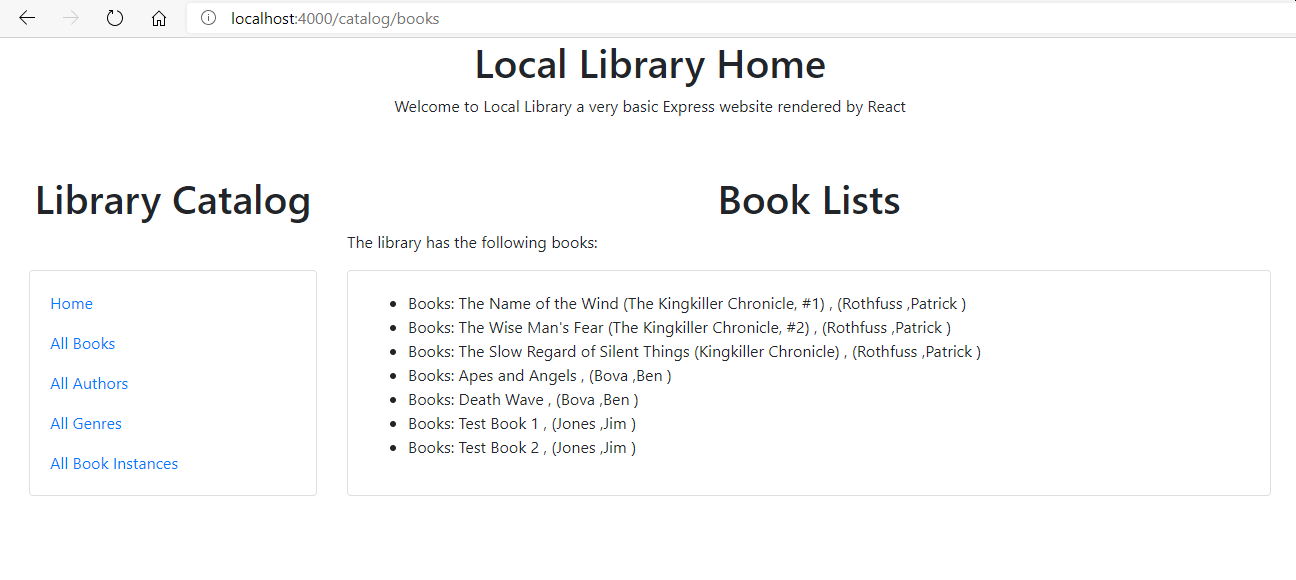 localhost:4000/catalog/books
Local Library Home
Welcome to Local Library a very basic Express website rendered by React
Library Catalog
Home
All Books
All Authors
All Genres
All Book Instances
Book Lists
The library has the following books:
Books: The Name of the Wind (The Kingkiller Chronicle, #1) , (Rothfuss ,Patrick )
Books: The Wise Man's Fear (The Kingkiller Chronicle, #2) , (Rothfuss ,Patrick )
Books: The Slow Regard of Silent Things (Kingkiller Chronicle) , (Rothfuss ,Patrick )
Books: Apes and Angels , (Bova ,Ben )
Books: Death Wave , (Bova ,Ben )
Books: Test Book 1 , (Jones ,Jim )
Books: Test Book 2 , (Jones ,Jim )